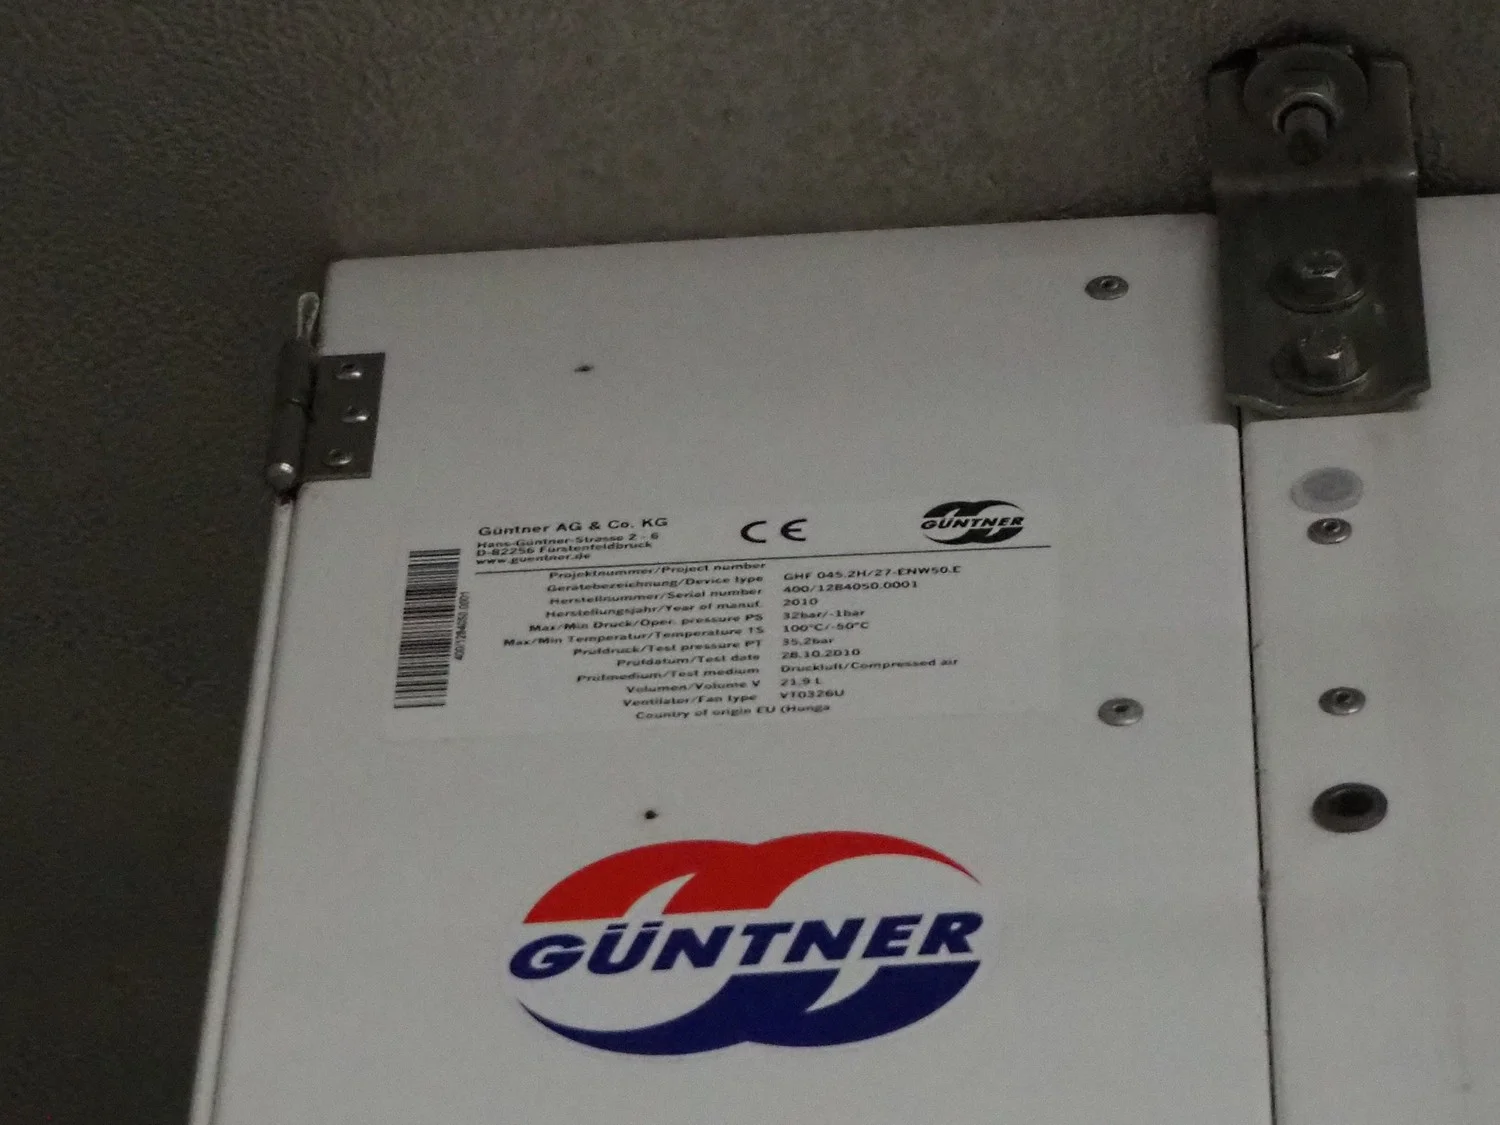 Güntner AG & Co. KG
Hans-Güntner-Strasse 2 - 6
D-82256 Fürstenfeldbruck
www.guentner.de
CE
GÜNTNER
Projektnummer/Project number
Gerätebezeichnung/Device type GHF 045.2H/27-ENW50.E
Herstellnummer/Serial number 400/1284050.0001
Herstellungsjahr/Year of manuf. 2010
Max/Min Druck/Oper. pressure PS 32bar/-1bar
Max/Min Temperatur/Temperature TS 100°C/-50°C
Prüfdruck/Test pressure PT 35,2bar
Prüfdatum/Test date 28.10.2010
Prüfmedium/Test medium Druckluft/Compressed air
Volumen/Volume V 21,9 L
Ventilator/Fan type VT0326U
Country of origin EU (Hunga
400/1284050.0001
GÜNTNER